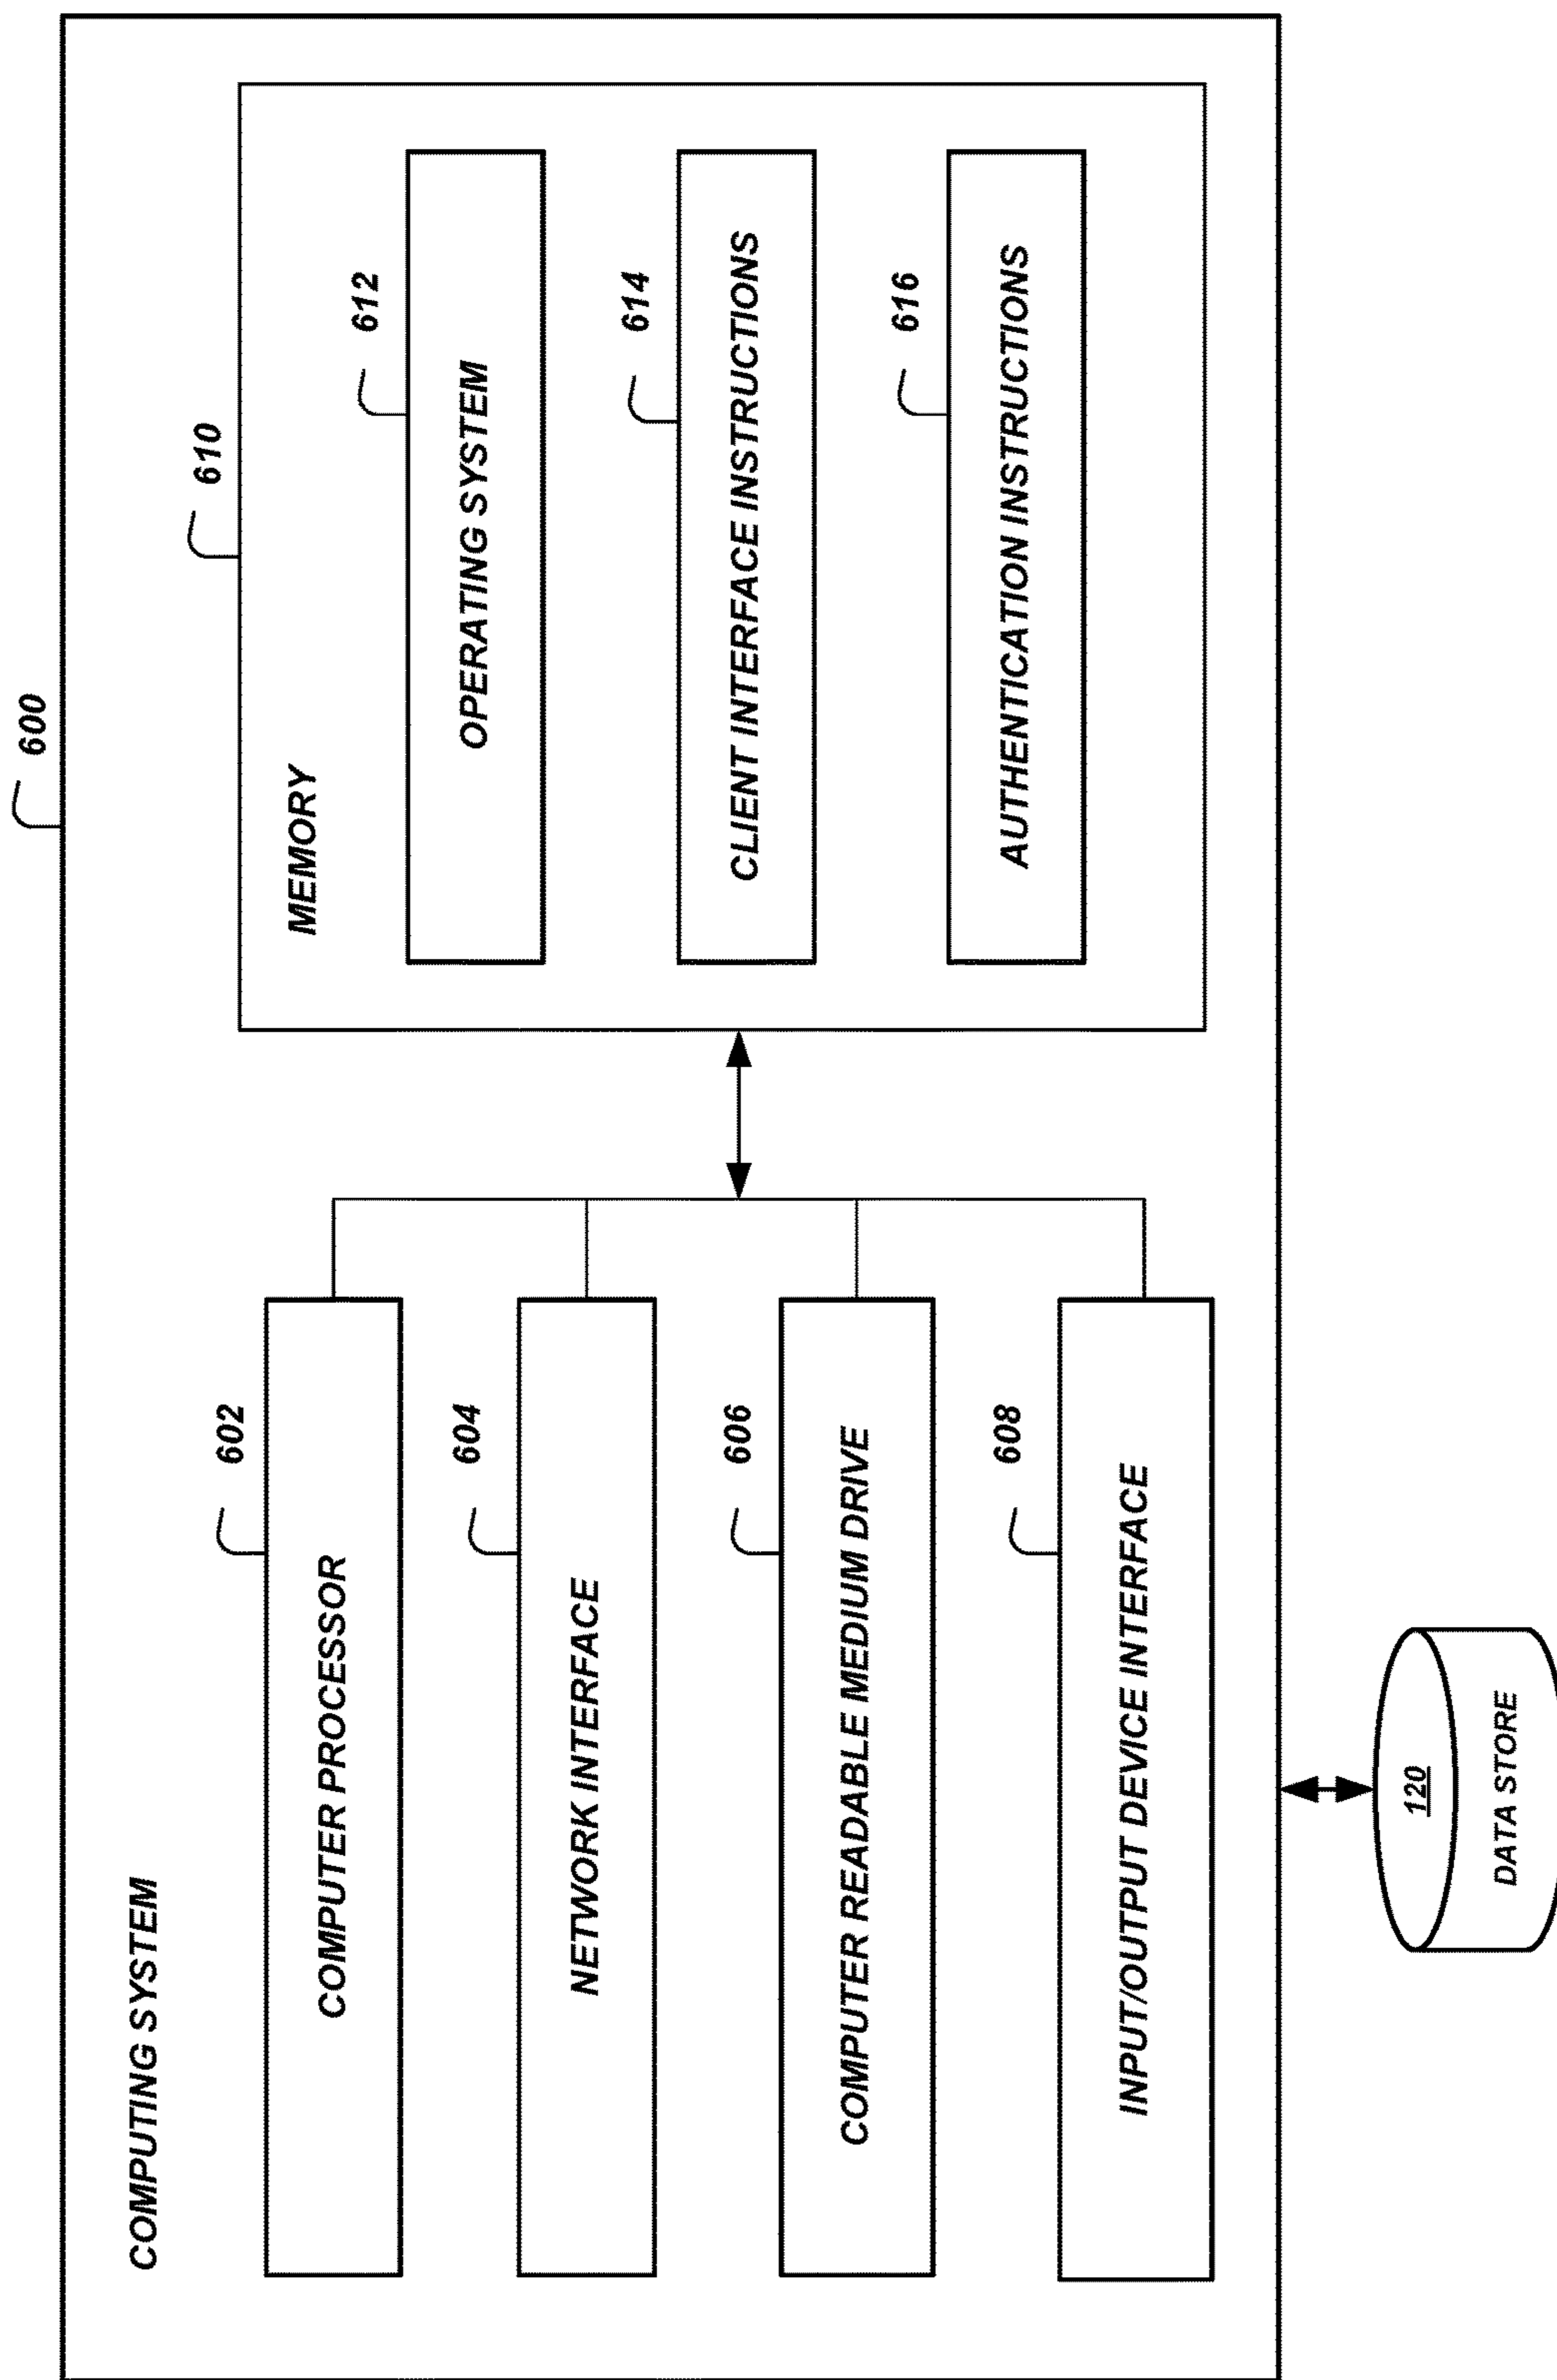 600
COMPUTING SYSTEM
602
COMPUTER PROCESSOR
604
NETWORK INTERFACE
606
COMPUTER READABLE MEDIUM DRIVE
608
INPUT/OUTPUT DEVICE INTERFACE
610
MEMORY
612
OPERATING SYSTEM
614
CLIENT INTERFACE INSTRUCTIONS
616
AUTHENTICATION INSTRUCTIONS
120
DATA STORE